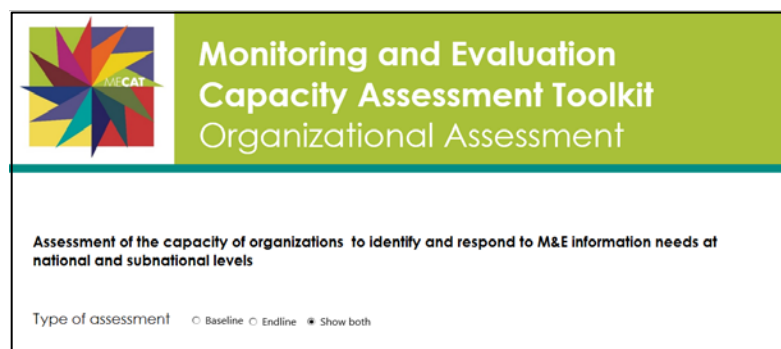 MECAT
Monitoring and Evaluation
Capacity Assessment Toolkit
Organizational Assessment
Assessment of the capacity of organizations to identify and respond to M&E information needs at
national and subnational levels
Type of assessment Baseline Endline Show both